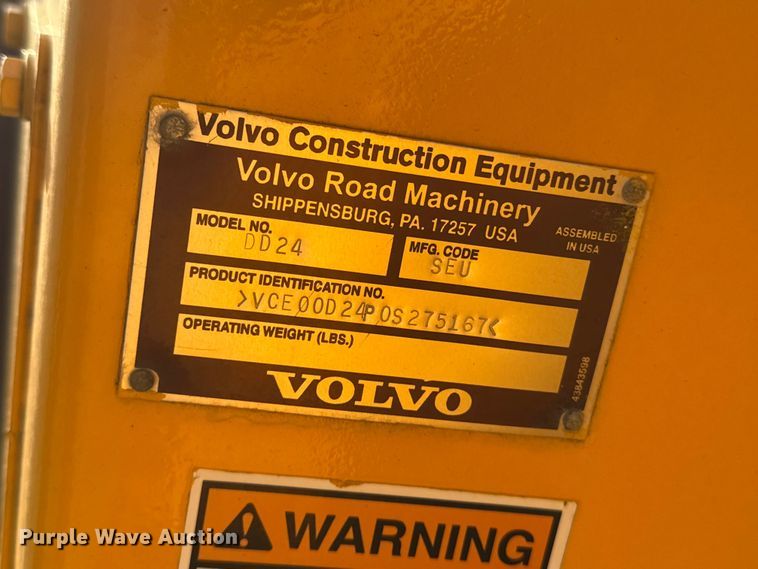 Volvo Construction Equipment
Volvo Road Machinery
SHIPPENSBURG, PA. 17257 USA
ASSEMBLED
IN USA
MODEL NO.
DD24
MFG. CODE
SEU
PRODUCT IDENTIFICATION NO.
>VCE00D24P0S275167<
OPERATING WEIGHT (LBS.)
43843598
VOLVO
WARNING
Purple Wave Auction